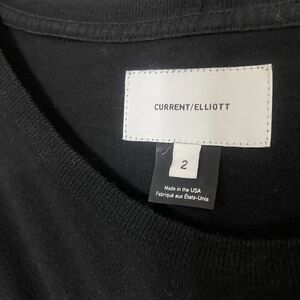 CURRENT/ELLIOTT
2
Made in the USA
Fabriqué aux États-Unis